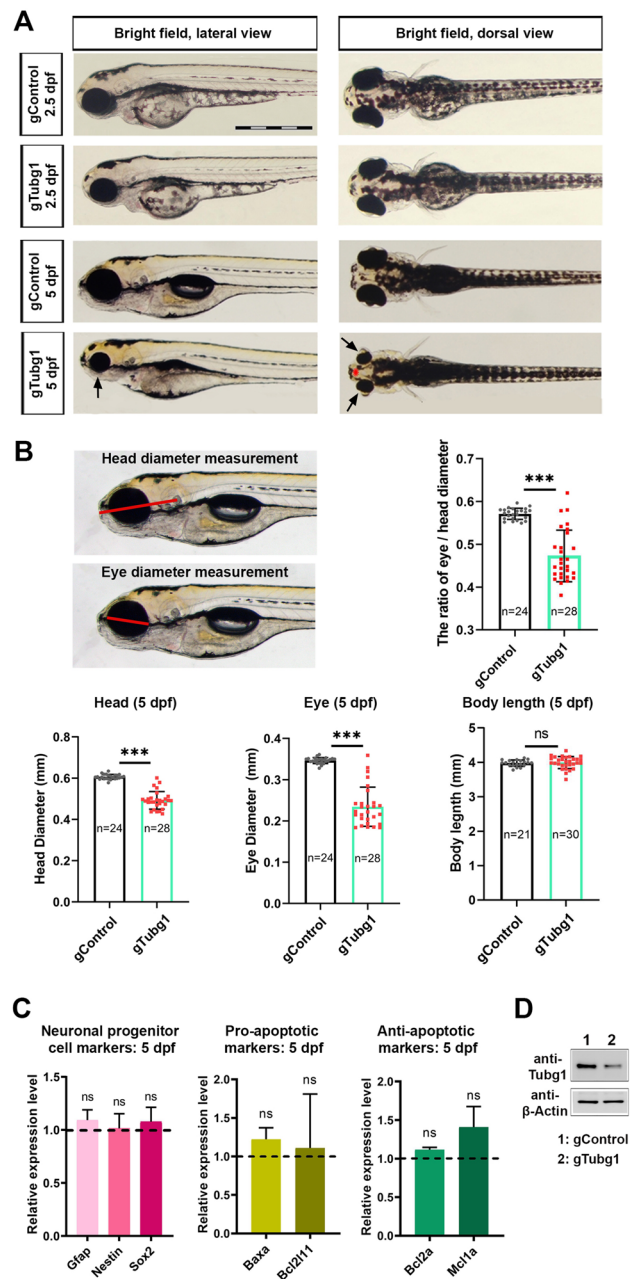 A
Bright field, lateral view
Bright field, dorsal view
gControl
2.5 dpf
gTubg1
2.5 dpf
gControl
5 dpf
gTubg1
5 dpf
B
Head diameter measurement
Eye diameter measurement
The ratio of eye / head diameter
0.7
0.6
0.5
0.4
0.3
***
n=24
n=28
gControl
gTubg1
Head (5 dpf)
Head Diameter (mm)
0.8
0.6
0.4
0.2
0.0
***
n=24
n=28
gControl
gTubg1
Eye (5 dpf)
Eye Diameter (mm)
0.4
0.3
0.2
0.1
0.0
***
n=24
n=28
gControl
gTubg1
Body length (5 dpf)
Body legnth (mm)
5
4
3
2
1
0
ns
n=21
n=30
gControl
gTubg1
C
Neuronal progenitor
cell markers: 5 dpf
Relative expression level
1.5
1.0
0.5
0.0
ns
ns
ns
Gfap
Nestin
Sox2
Pro-apoptotic
markers: 5 dpf
Relative expression level
2.0
1.5
1.0
0.5
0.0
ns
ns
Baxa
Bcl2l11
Anti-apoptotic
markers: 5 dpf
Relative expression level
2.0
1.5
1.0
0.5
0.0
ns
ns
Bcl2a
Mcl1a
D
1 2
anti-
Tubg1
anti-
β-Actin
1: gControl
2: gTubg1